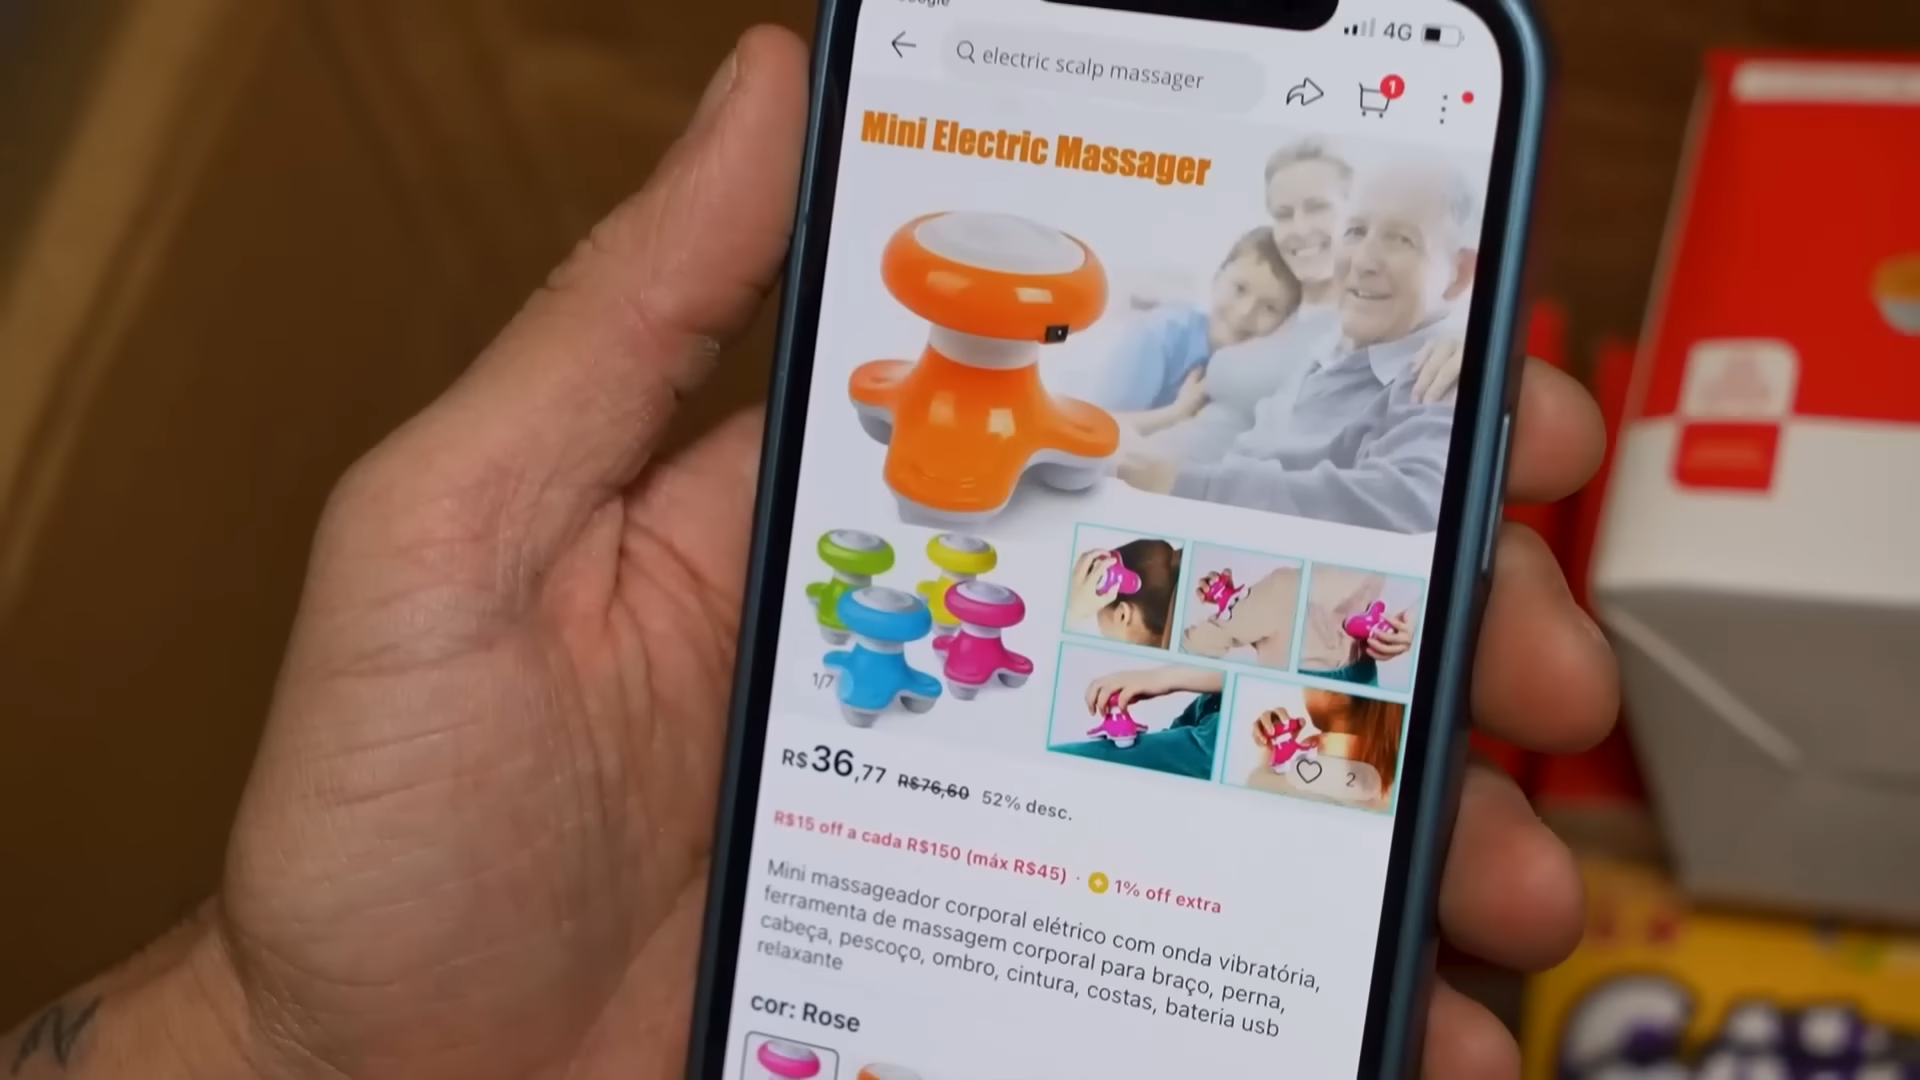 4G
electric scalp massager
1
Mini Electric Massager
1/7
2
R$36,77 R$76,60 52% desc.
R$15 off a cada R$150 (máx R$45) · 1% off extra
Mini massageador corporal elétrico com onda vibratória,
ferramenta de massagem corporal para braço, perna,
cabeça, pescoço, ombro, cintura, costas, bateria usb
relaxante
cor: Rose